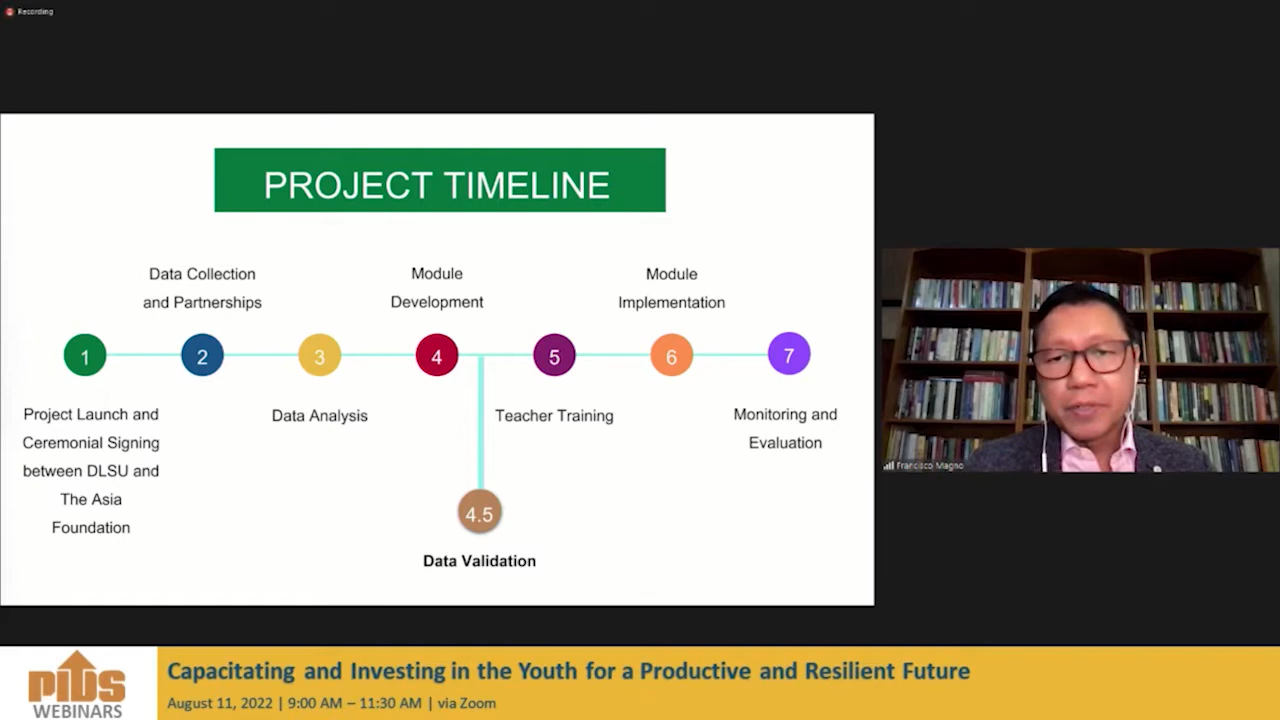 Recording
PROJECT TIMELINE
Data Collection
and Partnerships
Module
Development
Module
Implementation
1
2
3
4
5
6
7
Project Launch and
Ceremonial Signing
between DLSU and
The Asia
Foundation
Data Analysis
Teacher Training
Monitoring and
Evaluation
4.5
Data Validation
Francisco Magno
PIDS
WEBINARS
Capacitating and Investing in the Youth for a Productive and Resilient Future
August 11, 2022 | 9:00 AM – 11:30 AM | via Zoom